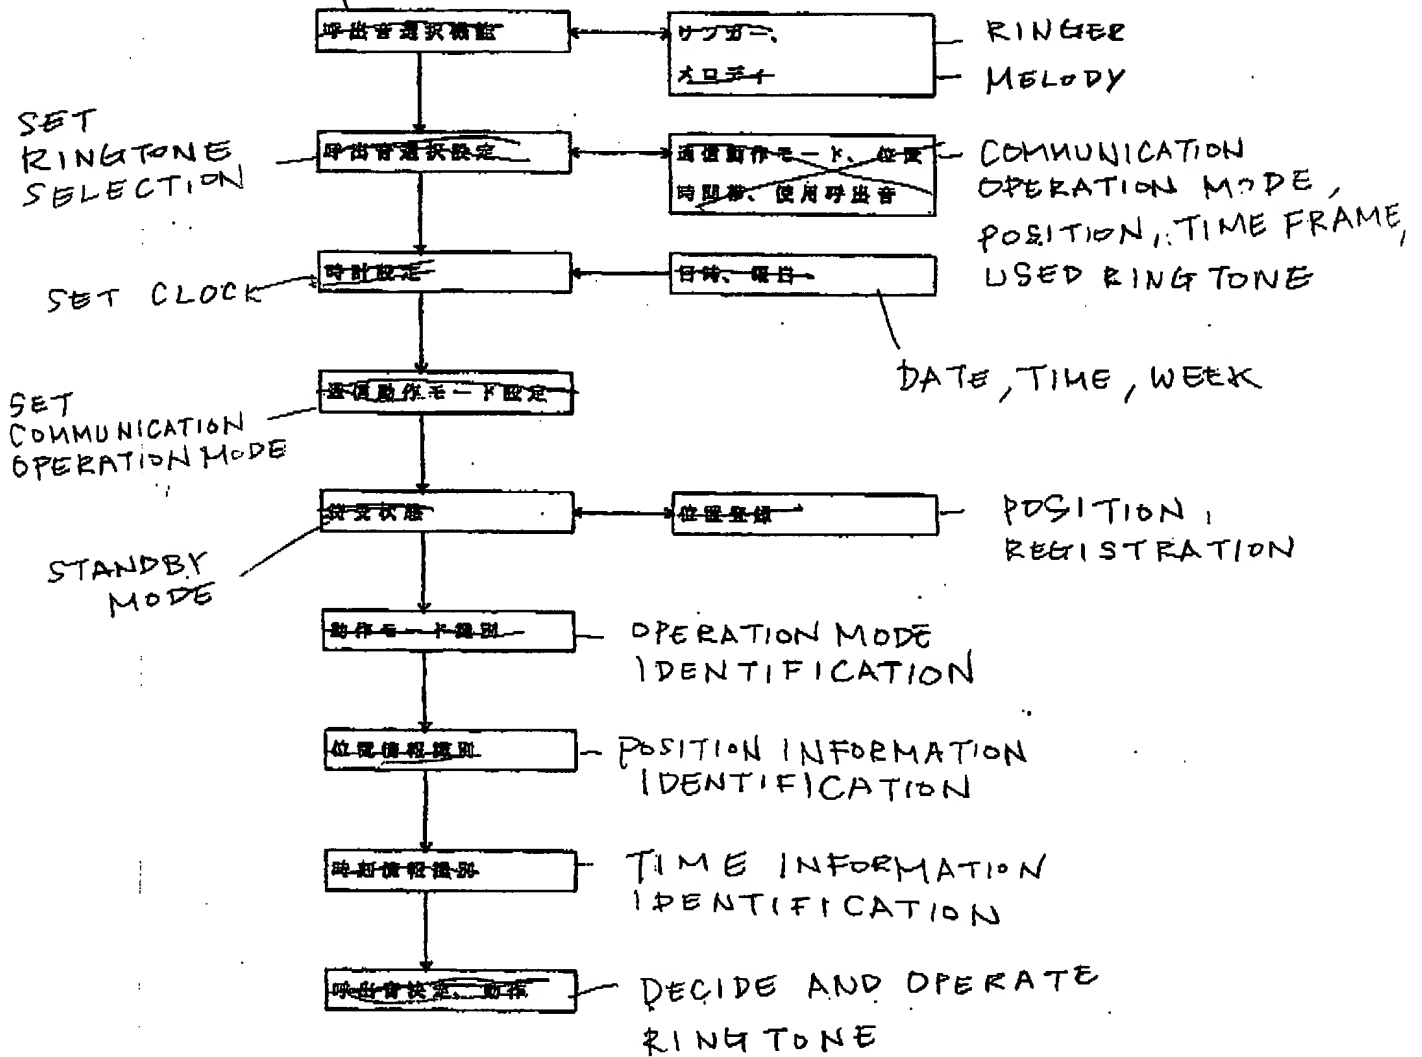 呼出音選択機能
リンガー、
メロディ
RINGER
MELODY
SET
RINGTONE
SELECTION
呼出音選択設定
通信動作モード、位置
時間帯、使用呼出音
COMMUNICATION
OPERATION MODE,
POSITION, TIME FRAME,
USED RINGTONE
SET CLOCK
時計設定
日時、曜日
DATE, TIME, WEEK
SET
COMMUNICATION
OPERATION MODE
通信動作モード設定
STANDBY
MODE
待受状態
位置登録
POSITION,
REGISTRATION
動作モード識別
OPERATION MODE
IDENTIFICATION
位置情報識別
POSITION INFORMATION
IDENTIFICATION
時刻情報識別
TIME INFORMATION
IDENTIFICATION
呼出音決定、動作
DECIDE AND OPERATE
RINGTONE